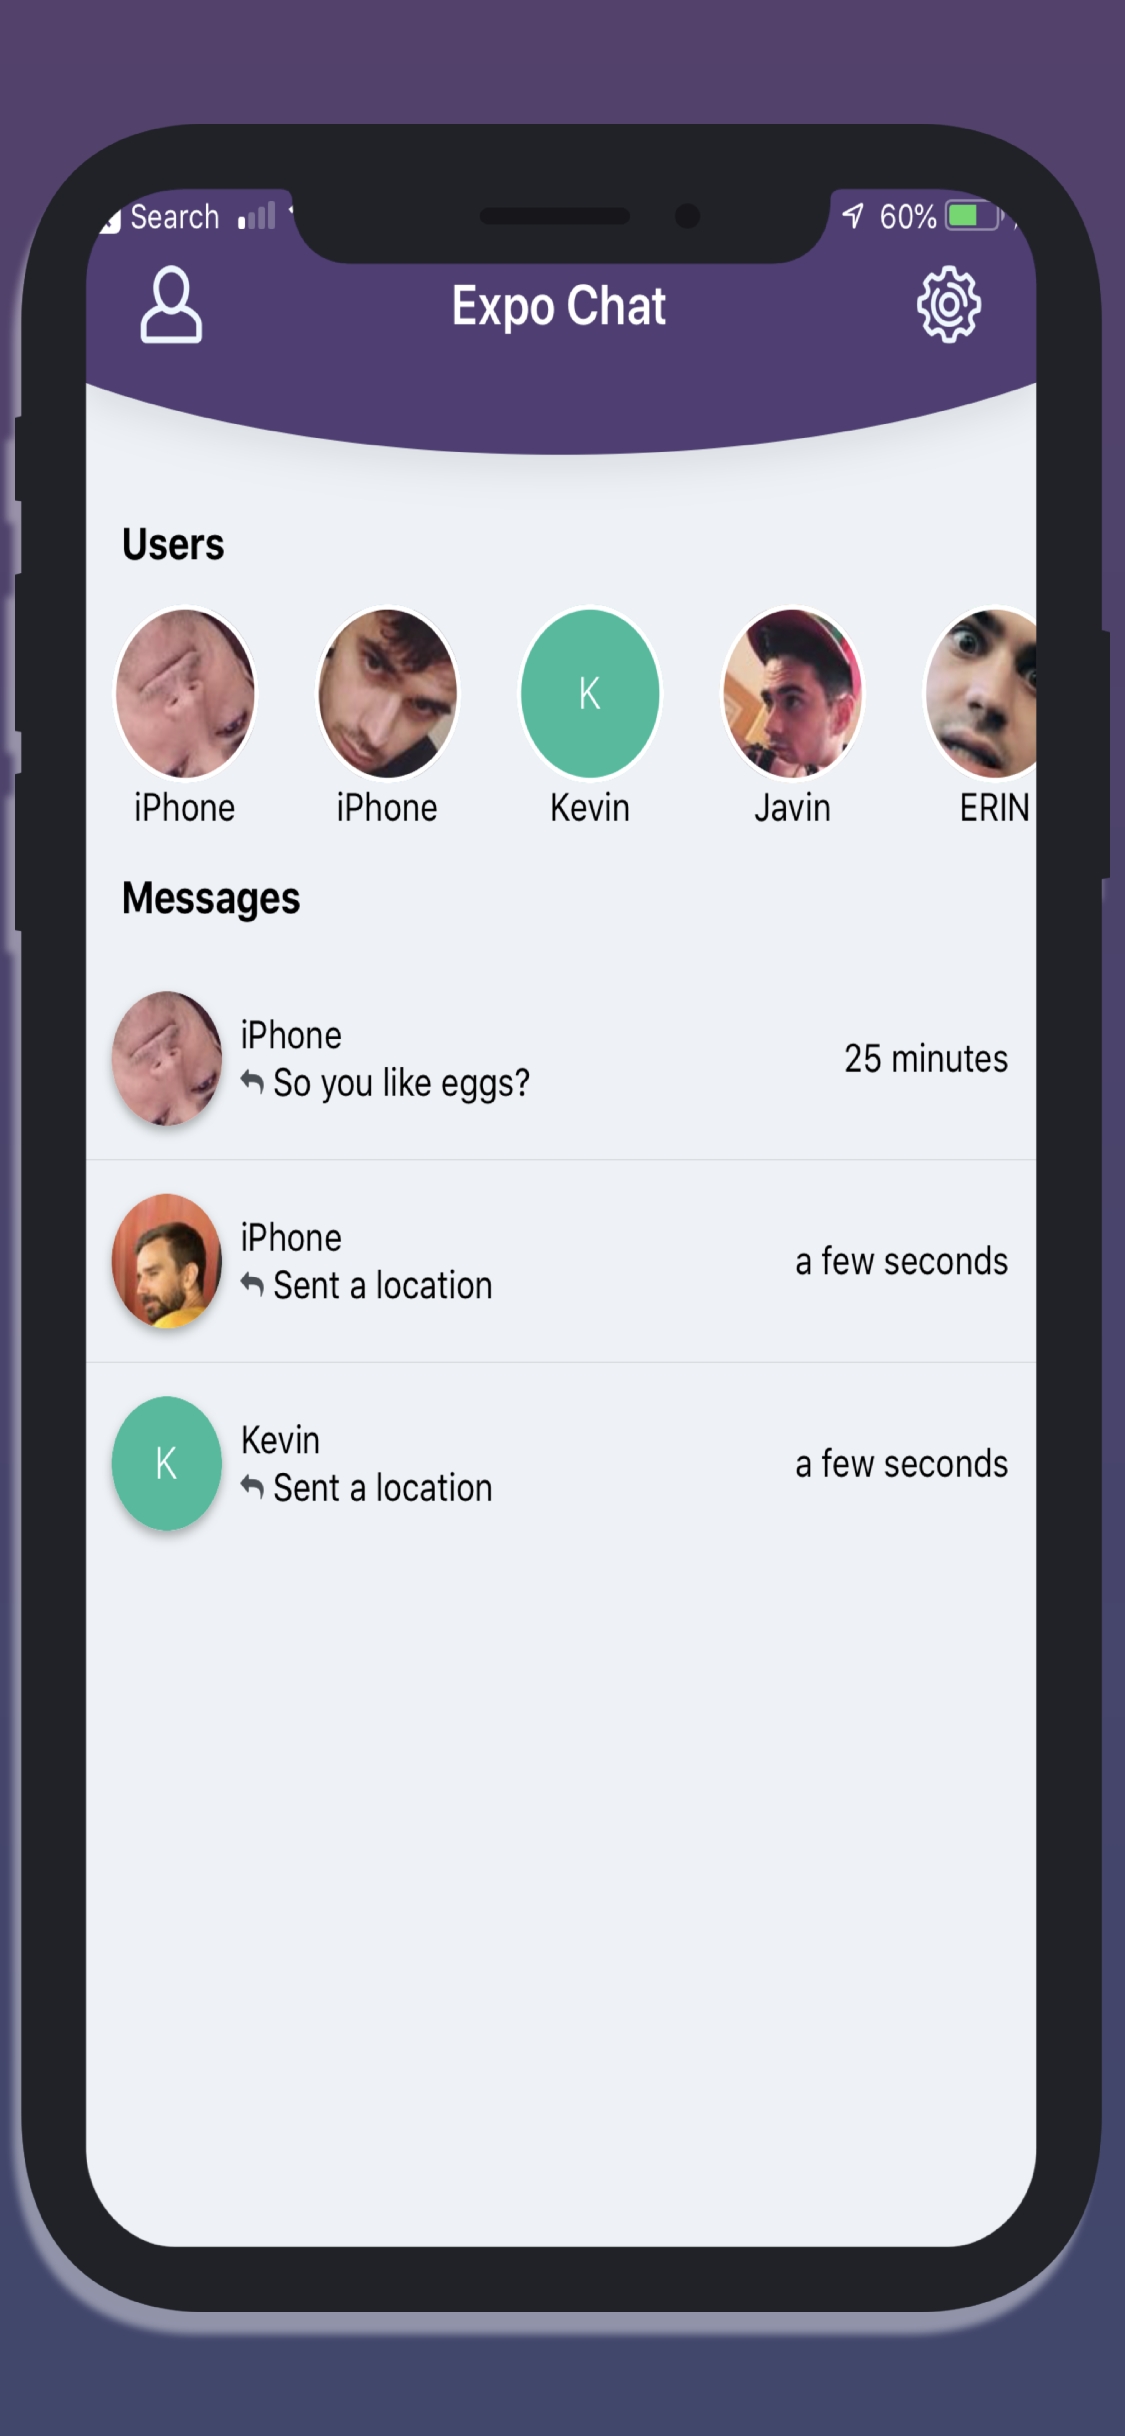 Search
60%
Expo Chat
Users
K
iPhone
iPhone
Kevin
Javin
ERIN
Messages
iPhone
So you like eggs?
25 minutes
iPhone
Sent a location
a few seconds
K
Kevin
Sent a location
a few seconds